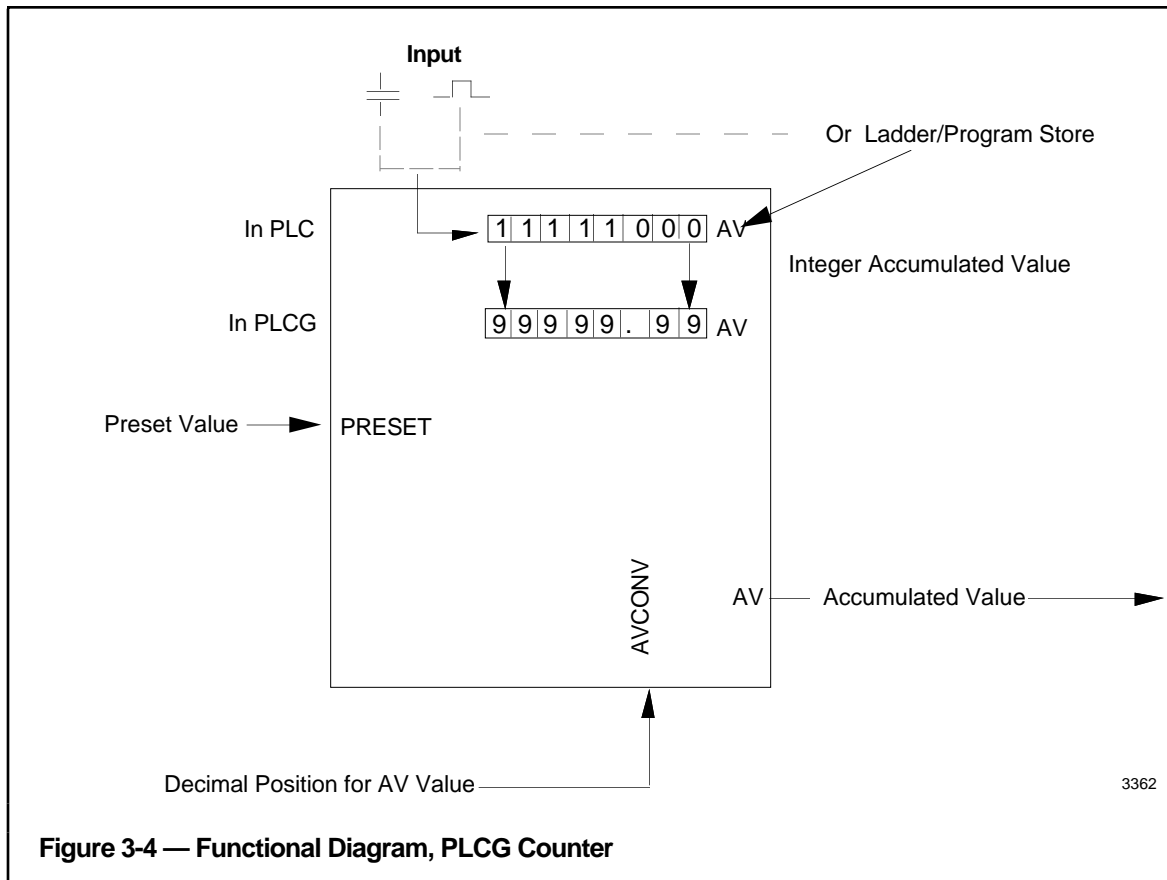 Input
Or Ladder/Program Store
In PLC
1 1 1 1 1 0 0 0 AV
Integer Accumulated Value
In PLCG
9 9 9 9 9 . 9 9 AV
Preset Value
PRESET
AVCONV
AV
Accumulated Value
Decimal Position for AV Value
3362
Figure 3-4 — Functional Diagram, PLCG Counter